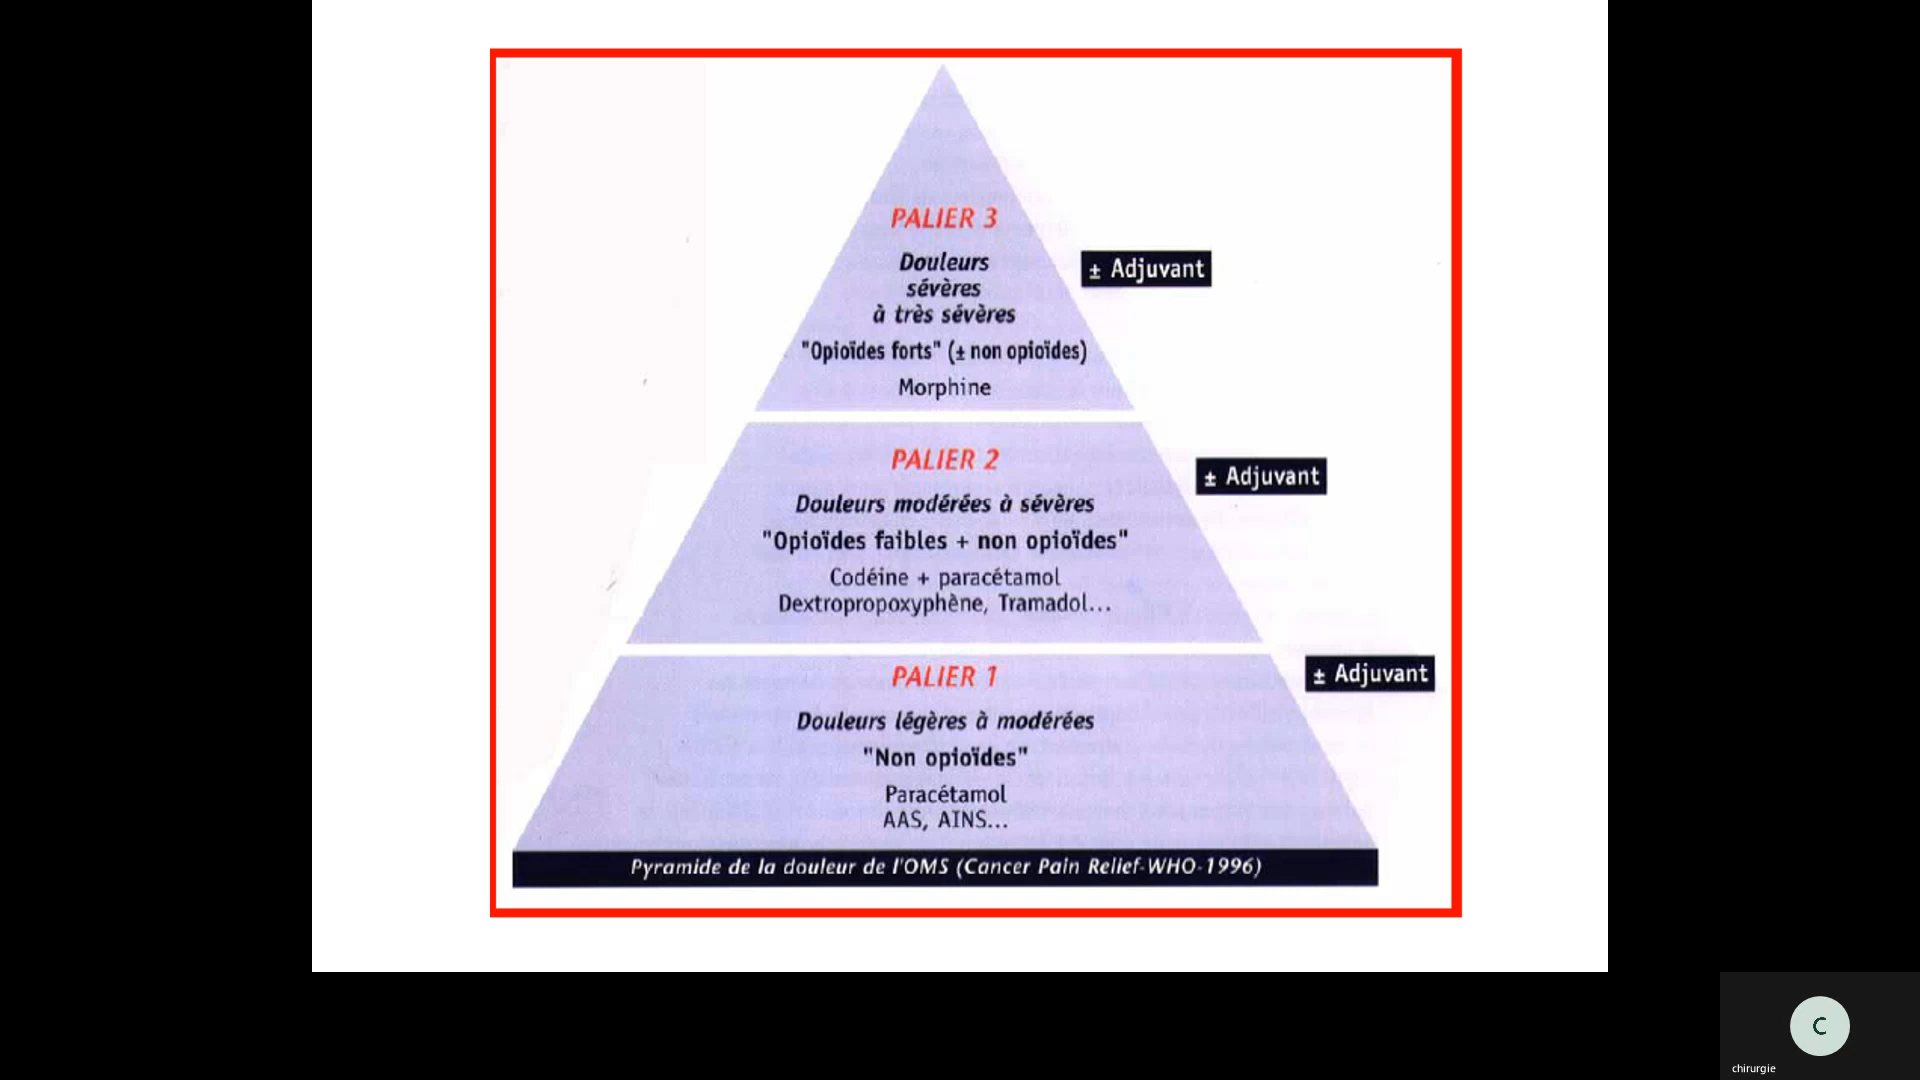 PALIER 3
Douleurs
sévères
à très sévères
± Adjuvant
"Opioïdes forts" (± non opioïdes)
Morphine
PALIER 2
± Adjuvant
Douleurs modérées à sévères
"Opioïdes faibles + non opioïdes"
Codéine + paracétamol
Dextropropoxyphène, Tramadol...
PALIER 1
± Adjuvant
Douleurs légères à modérées
"Non opioïdes"
Paracétamol
AAS, AINS...
Pyramide de la douleur de l'OMS (Cancer Pain Relief-WHO-1996)
C
chirurgie